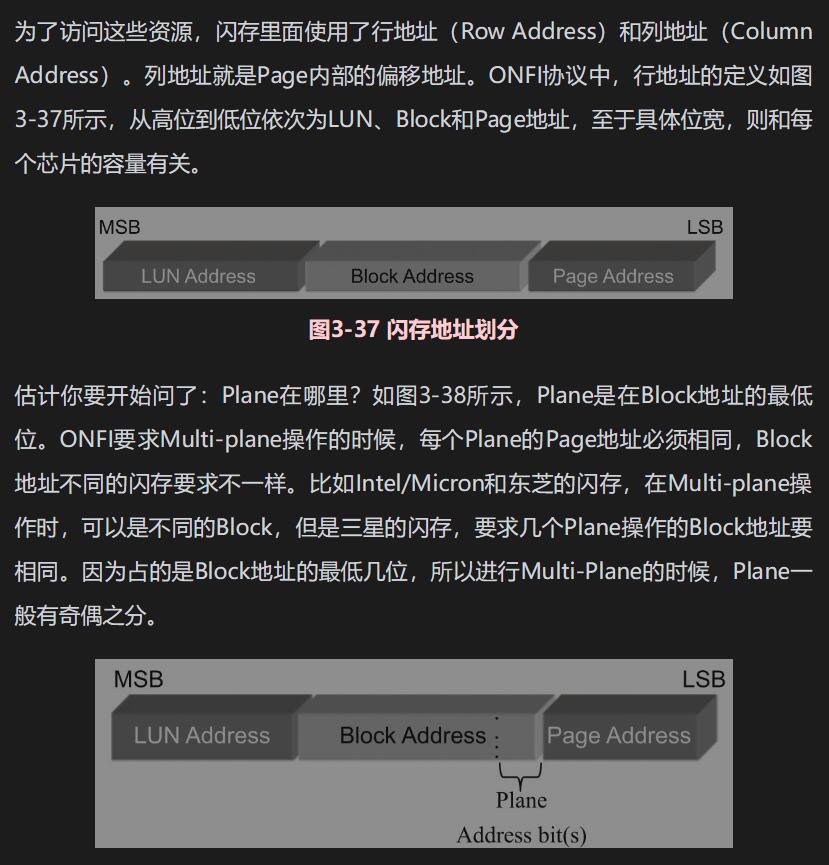 为了访问这些资源，闪存里面使用了行地址（Row Address）和列地址（Column
Address）。列地址就是Page内部的偏移地址。ONFI协议中，行地址的定义如图
3-37所示，从高位到低位依次为LUN、Block和Page地址，至于具体位宽，则和每
个芯片的容量有关。
MSB LSB
LUN Address Block Address Page Address
图3-37 闪存地址划分
估计你要开始问了：Plane在哪里？如图3-38所示，Plane是在Block地址的最低
位。ONFI要求Multi-plane操作的时候，每个Plane的Page地址必须相同，Block
地址不同的闪存要求不一样。比如Intel/Micron和东芝的闪存，在Multi-plane操
作时，可以是不同的Block，但是三星的闪存，要求几个Plane操作的Block地址要
相同。因为占的是Block地址的最低几位，所以进行Multi-Plane的时候，Plane一
般有奇偶之分。
MSB LSB
LUN Address Block Address Page Address
Plane
Address bit(s)